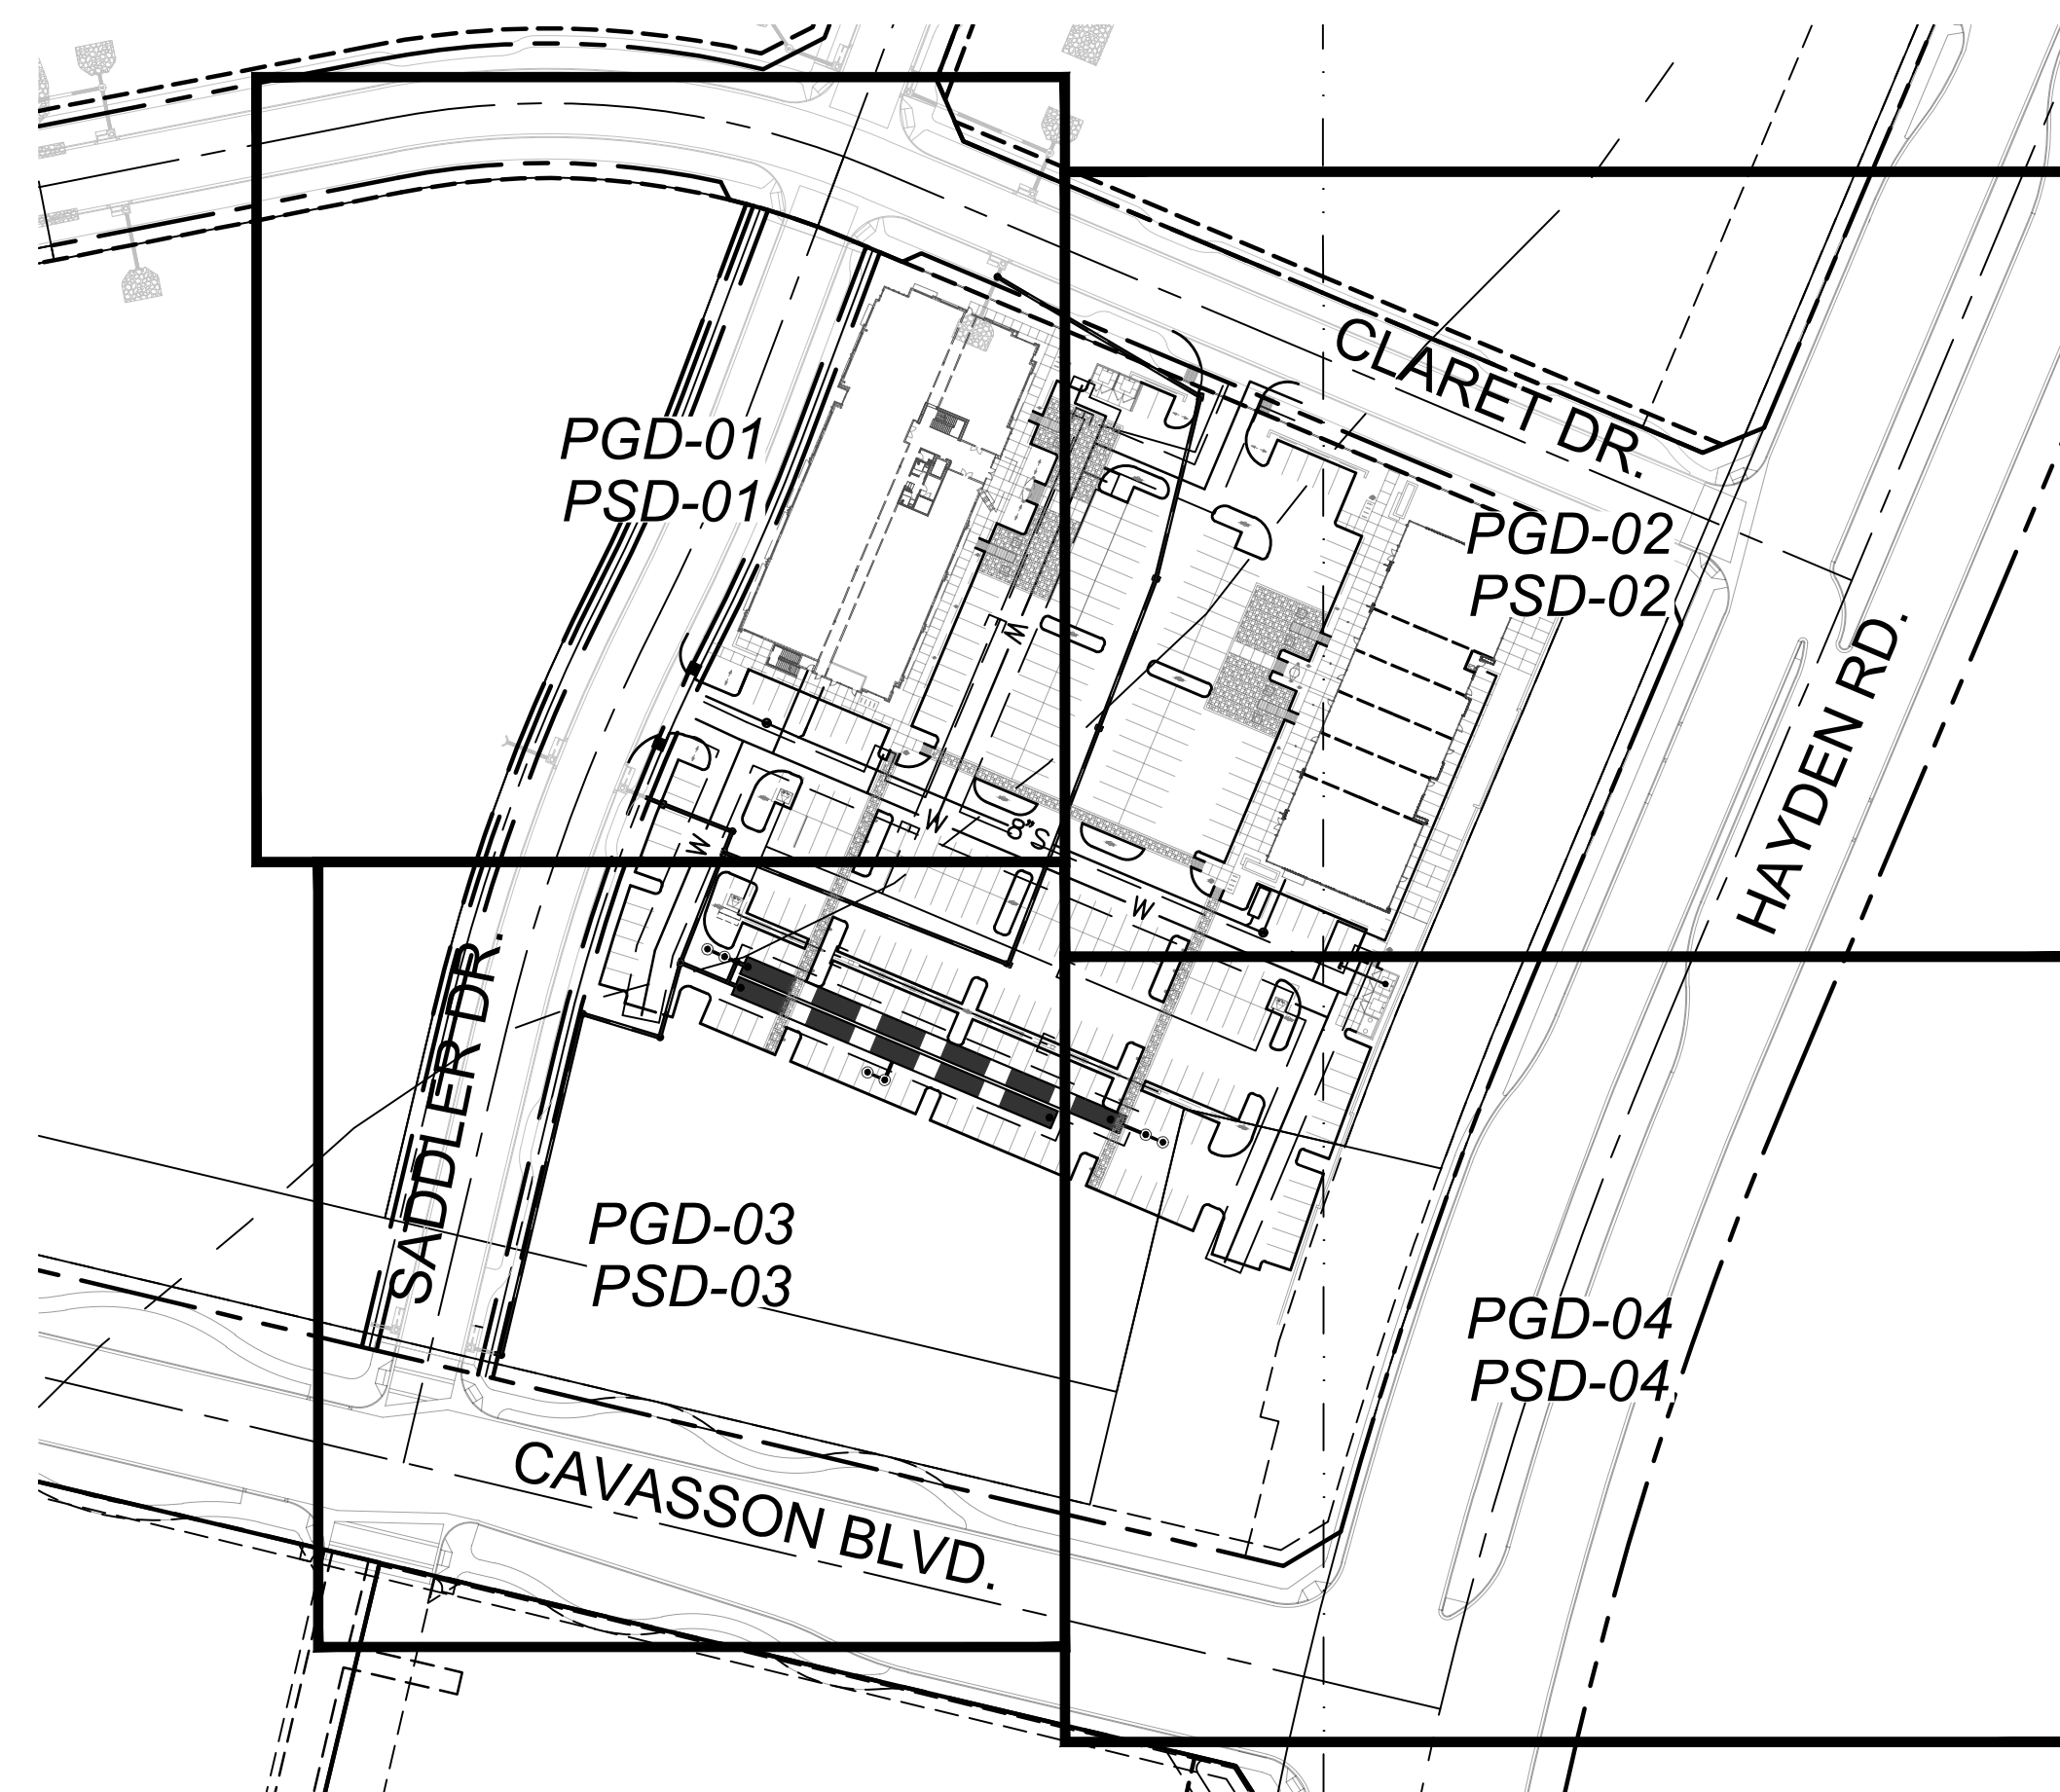 CLARET DR.
PGD-01
PSD-01
PGD-02
PSD-02
HAYDEN RD.
W
W
8"S
W
W
SADDLER DR.
PGD-03
PSD-03
PGD-04
PSD-04
CAVASSON BLVD.